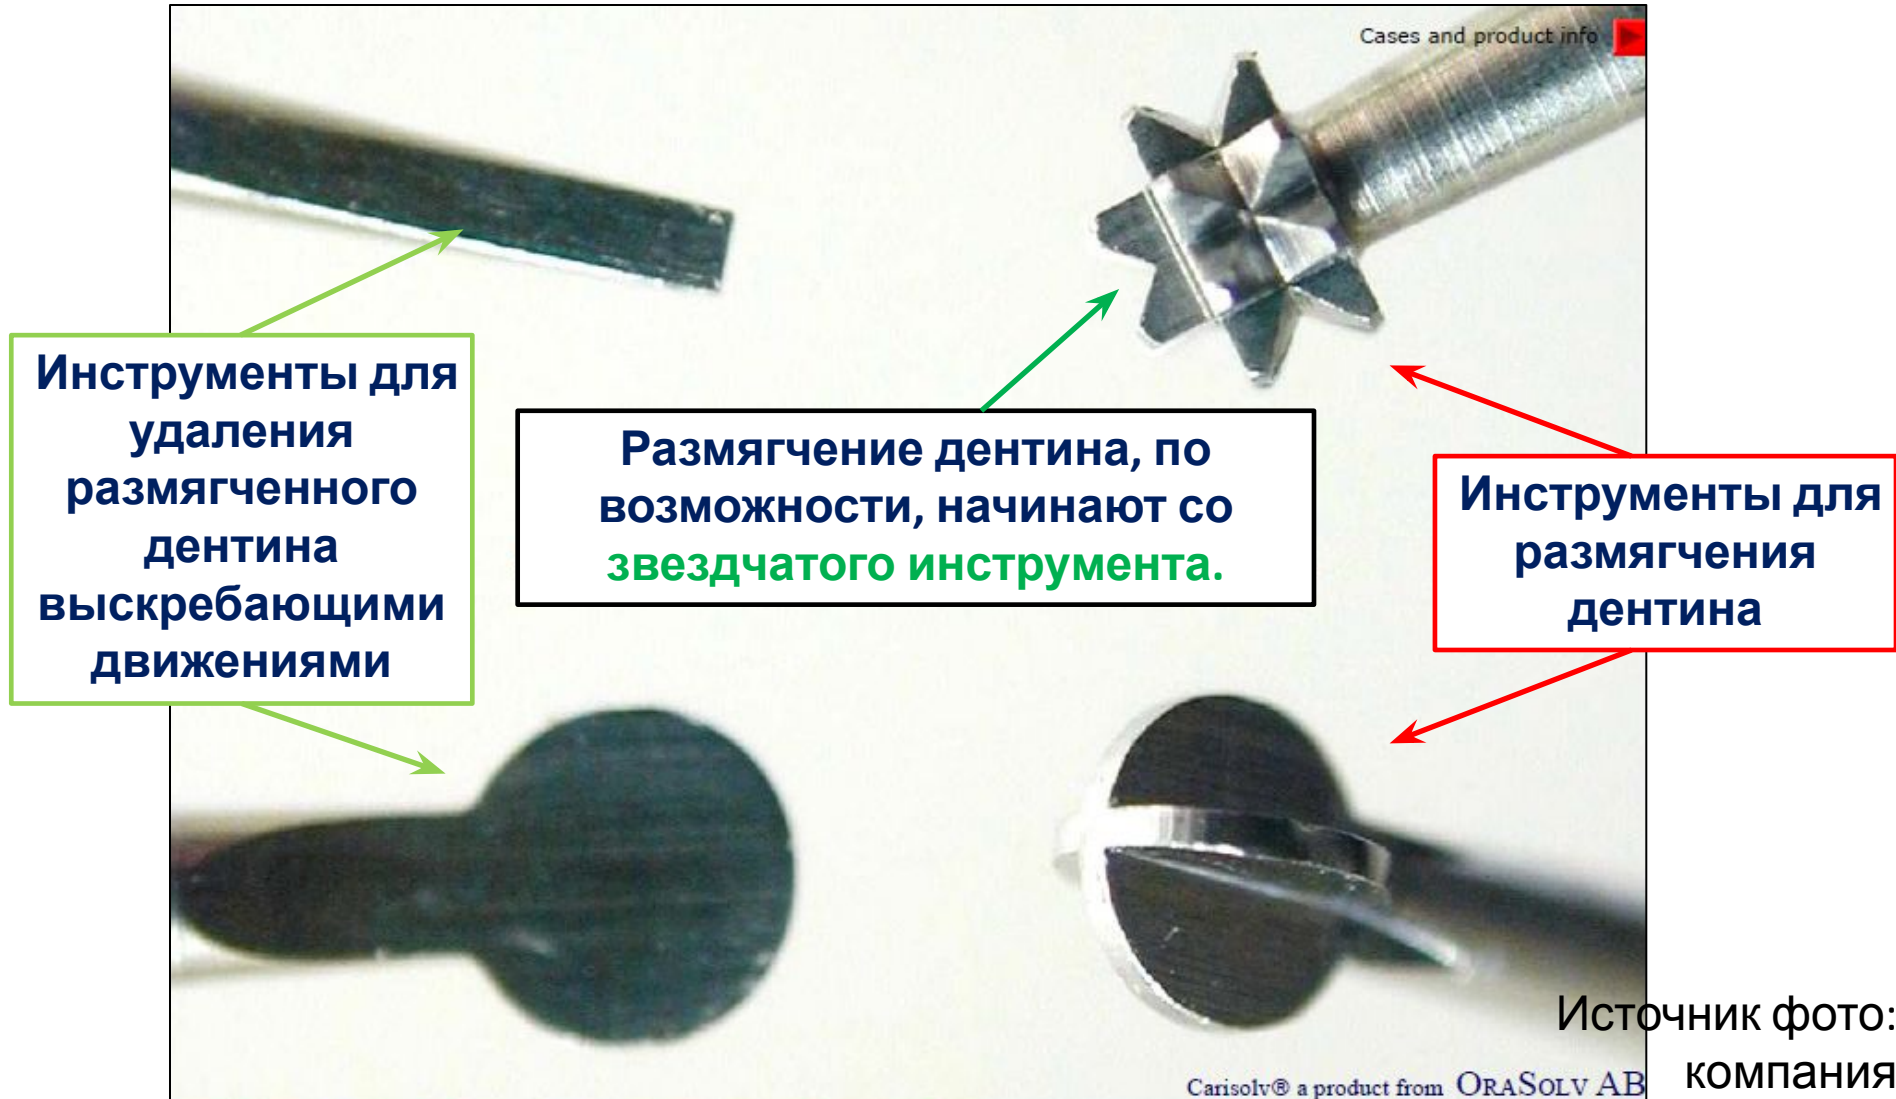 Cases and product info
Инструменты для
удаления
размягченного
дентина
выскребающими
движениями
Размягчение дентина, по
возможности, начинают со
звездчатого инструмента.
Инструменты для
размягчения
дентина
Источник фото:
компания
Carisolv® a product from ORASOLV AB